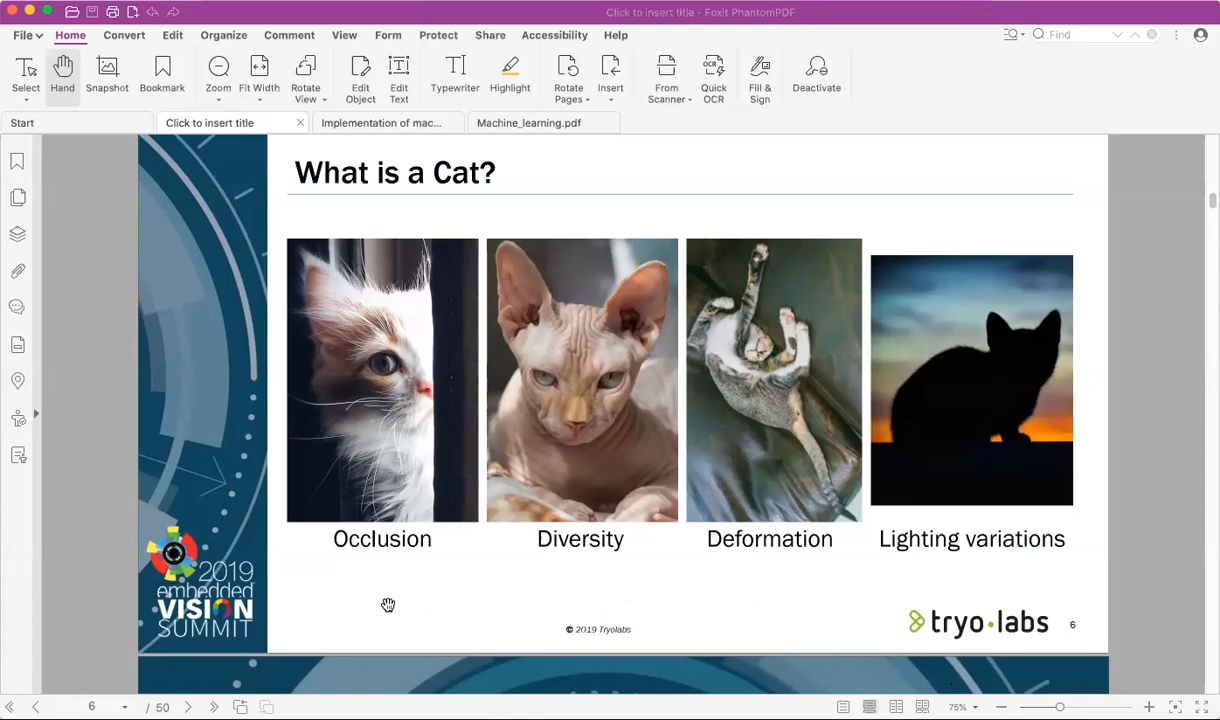 Click to insert title - Foxit PhantomPDF
File Home Convert Edit Organize Comment View Form Protect Share Accessibility Help Find
Select Hand Snapshot Bookmark Zoom Fit Width Rotate View Edit Object Edit Text Typewriter Highlight Rotate Pages Insert From Scanner Quick OCR Fill & Sign Deactivate
Start Click to insert title Implementation of mac... Machine_learning.pdf
What is a Cat?
Occlusion Diversity Deformation Lighting variations
2019
embedded
VISION
SUMMIT
© 2019 Tryolabs
tryo·labs 6
6 / 50 75%